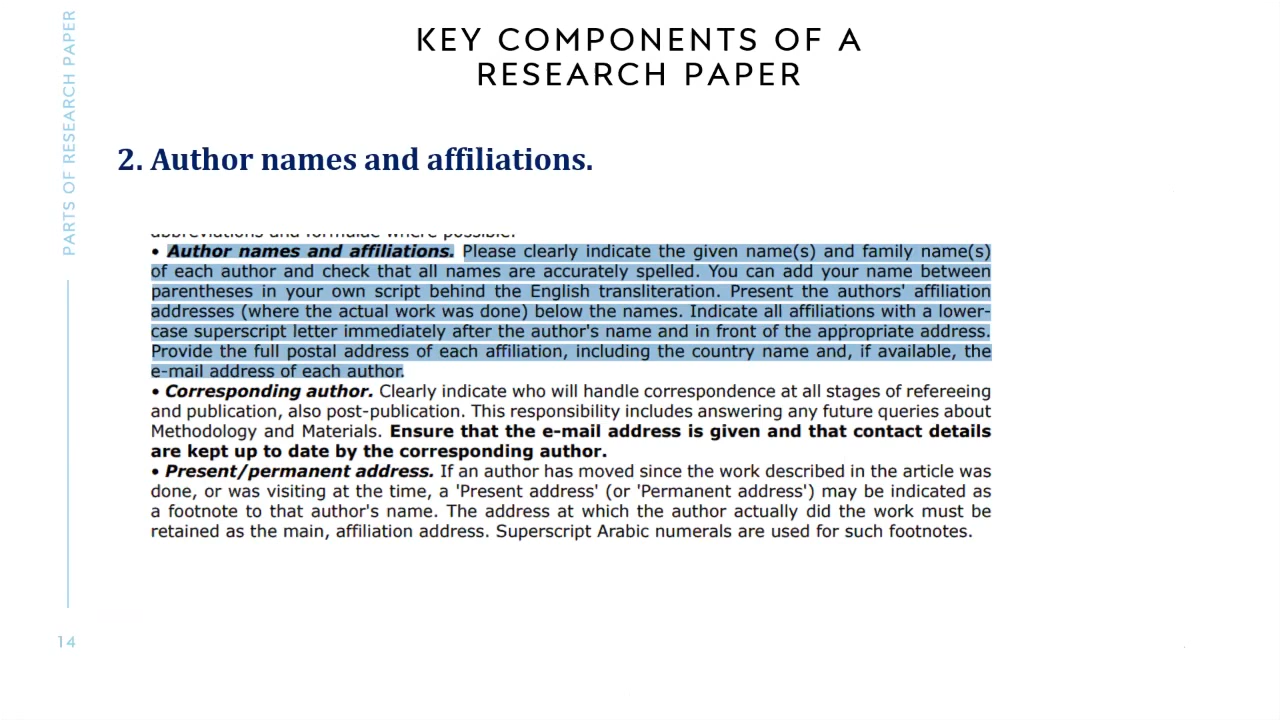 PARTS OF RESEARCH PAPER
KEY COMPONENTS OF A
RESEARCH PAPER
2. Author names and affiliations.
abbreviations and formulae where possible.
• Author names and affiliations. Please clearly indicate the given name(s) and family name(s)
of each author and check that all names are accurately spelled. You can add your name between
parentheses in your own script behind the English transliteration. Present the authors' affiliation
addresses (where the actual work was done) below the names. Indicate all affiliations with a lower-
case superscript letter immediately after the author's name and in front of the appropriate address.
Provide the full postal address of each affiliation, including the country name and, if available, the
e-mail address of each author.
• Corresponding author. Clearly indicate who will handle correspondence at all stages of refereeing
and publication, also post-publication. This responsibility includes answering any future queries about
Methodology and Materials. Ensure that the e-mail address is given and that contact details
are kept up to date by the corresponding author.
• Present/permanent address. If an author has moved since the work described in the article was
done, or was visiting at the time, a 'Present address' (or 'Permanent address') may be indicated as
a footnote to that author's name. The address at which the author actually did the work must be
retained as the main, affiliation address. Superscript Arabic numerals are used for such footnotes.
14